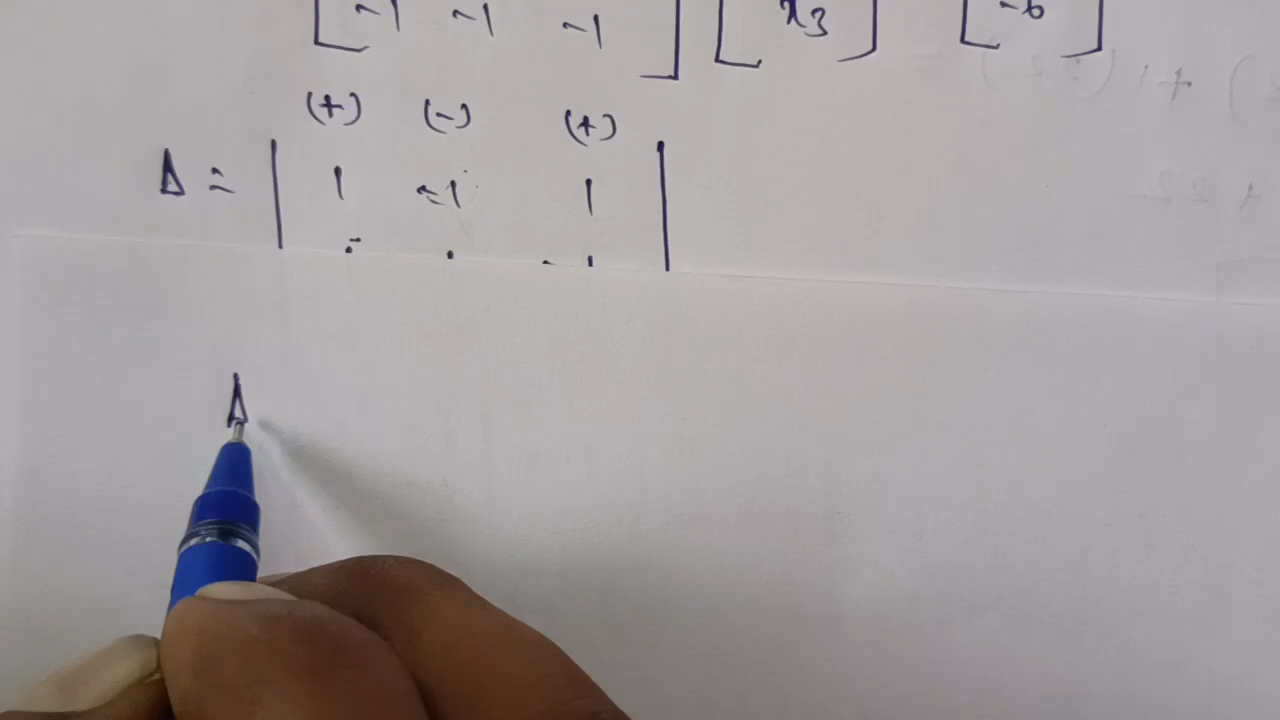 [ -1 -1 -1 ] [ x3 ] [ -6 ]
(+) (-) (+)
Δ = | 1 -1 1 |
Δ